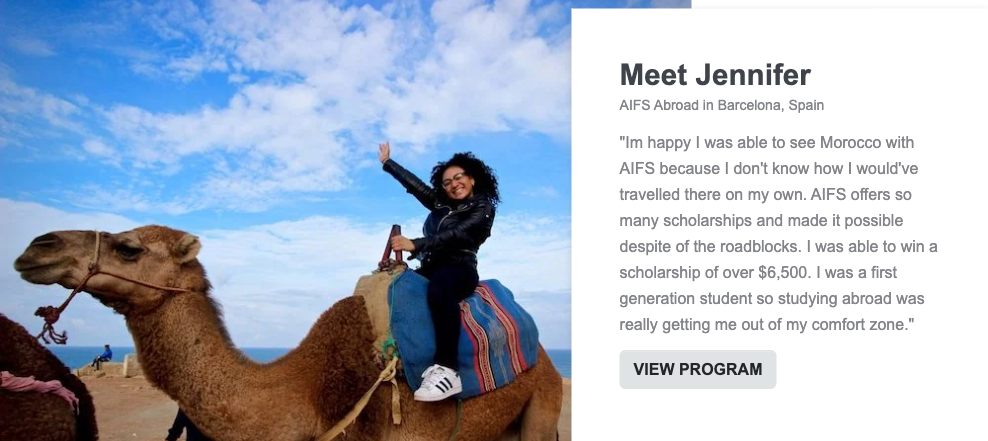 Meet Jennifer
AIFS Abroad in Barcelona, Spain
"Im happy I was able to see Morocco with
AIFS because I don't know how I would've
travelled there on my own. AIFS offers so
many scholarships and made it possible
despite of the roadblocks. I was able to win a
scholarship of over $6,500. I was a first
generation student so studying abroad was
really getting me out of my comfort zone."
VIEW PROGRAM